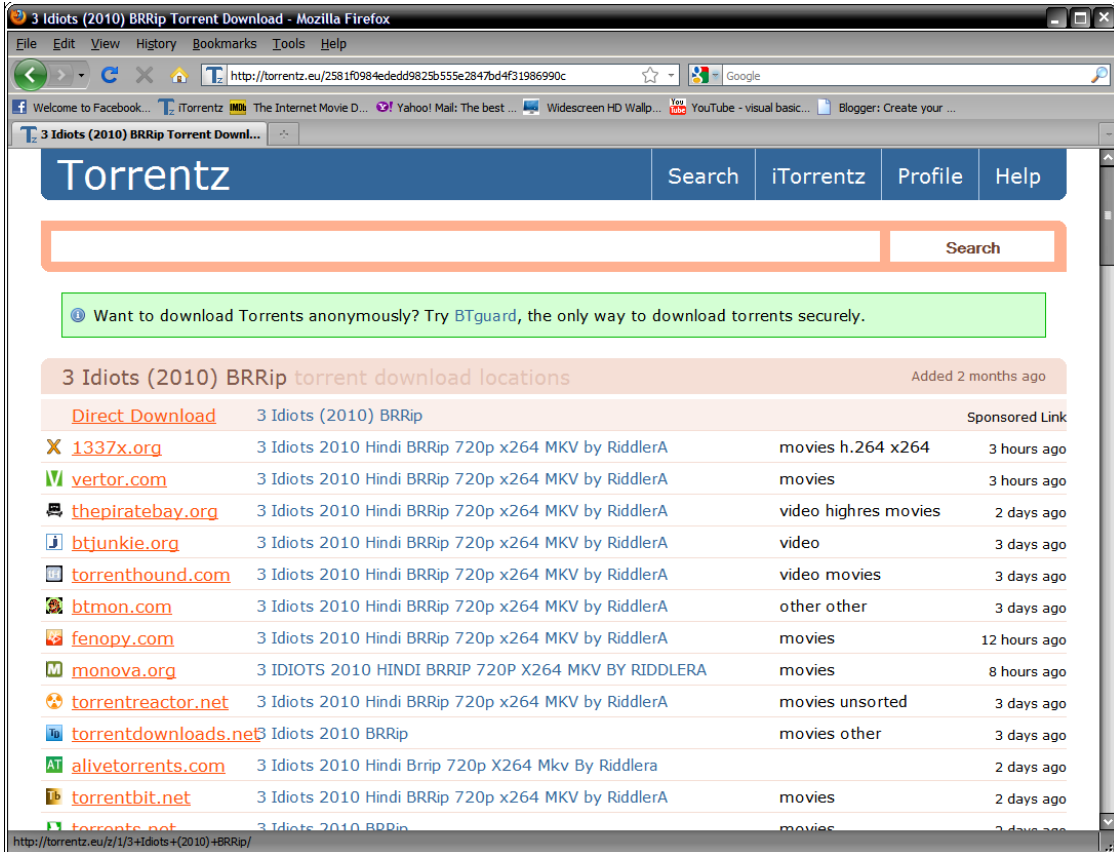 3 Idiots (2010) BRRip Torrent Download - Mozilla Firefox
File Edit View History Bookmarks Tools Help
http://torrentz.eu/2581f0984ededd9825b555e2847bd4f31986990c Google
Welcome to Facebook... iTorrentz IMDb The Internet Movie D... Yahoo! Mail: The best ... Widescreen HD Wallp... You Tube YouTube - visual basic... Blogger: Create your ...
3 Idiots (2010) BRRip Torrent Downl...
Torrentz Search iTorrentz Profile Help
Search
Want to download Torrents anonymously? Try BTguard, the only way to download torrents securely.
3 Idiots (2010) BRRip torrent download locations Added 2 months ago
Direct Download 3 Idiots (2010) BRRip Sponsored Link
1337x.org 3 Idiots 2010 Hindi BRRip 720p x264 MKV by RiddlerA movies h.264 x264 3 hours ago
vertor.com 3 Idiots 2010 Hindi BRRip 720p x264 MKV by RiddlerA movies 3 hours ago
thepiratebay.org 3 Idiots 2010 Hindi BRRip 720p x264 MKV by RiddlerA video highres movies 2 days ago
btjunkie.org 3 Idiots 2010 Hindi BRRip 720p x264 MKV by RiddlerA video 3 days ago
torrenthound.com 3 Idiots 2010 Hindi BRRip 720p x264 MKV by RiddlerA video movies 3 days ago
btmon.com 3 Idiots 2010 Hindi BRRip 720p x264 MKV by RiddlerA other other 3 days ago
fenopy.com 3 Idiots 2010 Hindi BRRip 720p x264 MKV by RiddlerA movies 12 hours ago
monova.org 3 IDIOTS 2010 HINDI BRRIP 720P X264 MKV BY RIDDLERA movies 8 hours ago
torrentreactor.net 3 Idiots 2010 Hindi BRRip 720p x264 MKV by RiddlerA movies unsorted 3 days ago
torrentdownloads.net 3 Idiots 2010 BRRip movies other 3 days ago
alivetorrents.com 3 Idiots 2010 Hindi Brrip 720p X264 Mkv By Riddlera 2 days ago
torrentbit.net 3 Idiots 2010 Hindi BRRip 720p x264 MKV by RiddlerA movies 2 days ago
torrents.net 3 Idiots 2010 BRRip movies 2 days ago
http://torrentz.eu/z/1/3+Idiots+(2010)+BRRip/